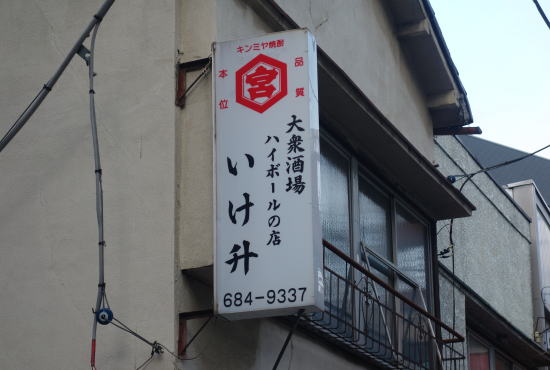 キンミヤ焼酎
品質
本位
宮
大衆酒場
ハイボールの店
いけ升
684-9337